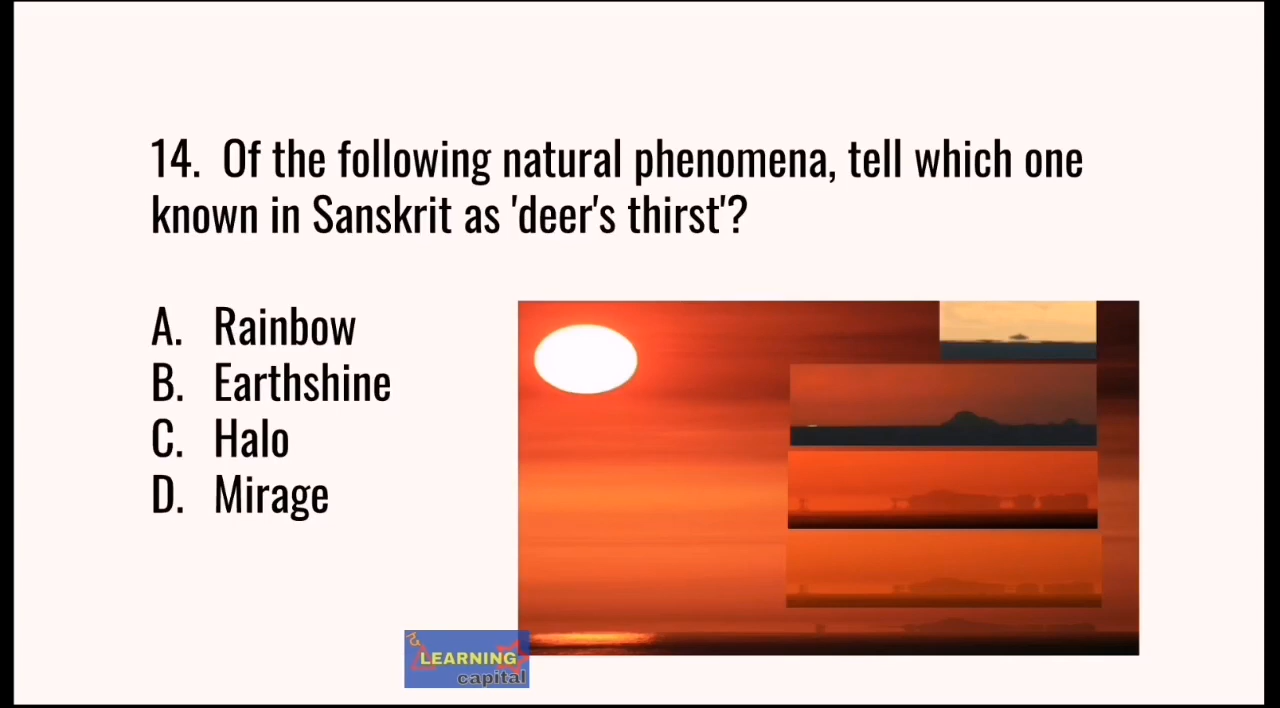 14. Of the following natural phenomena, tell which one
known in Sanskrit as 'deer's thirst'?
A. Rainbow
B. Earthshine
C. Halo
D. Mirage
LEARNING
capital